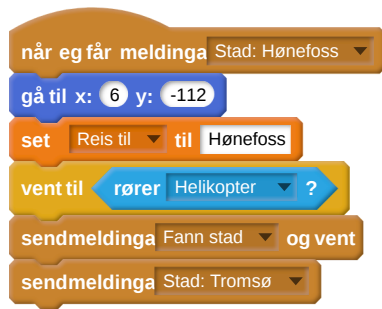 når eg får meldinga Stad: Hønefoss
gå til x: 6 y: -112
set Reis til til Hønefoss
vent til rører Helikopter ?
sendmeldinga Fann stad og vent
sendmeldinga Stad: Tromsø